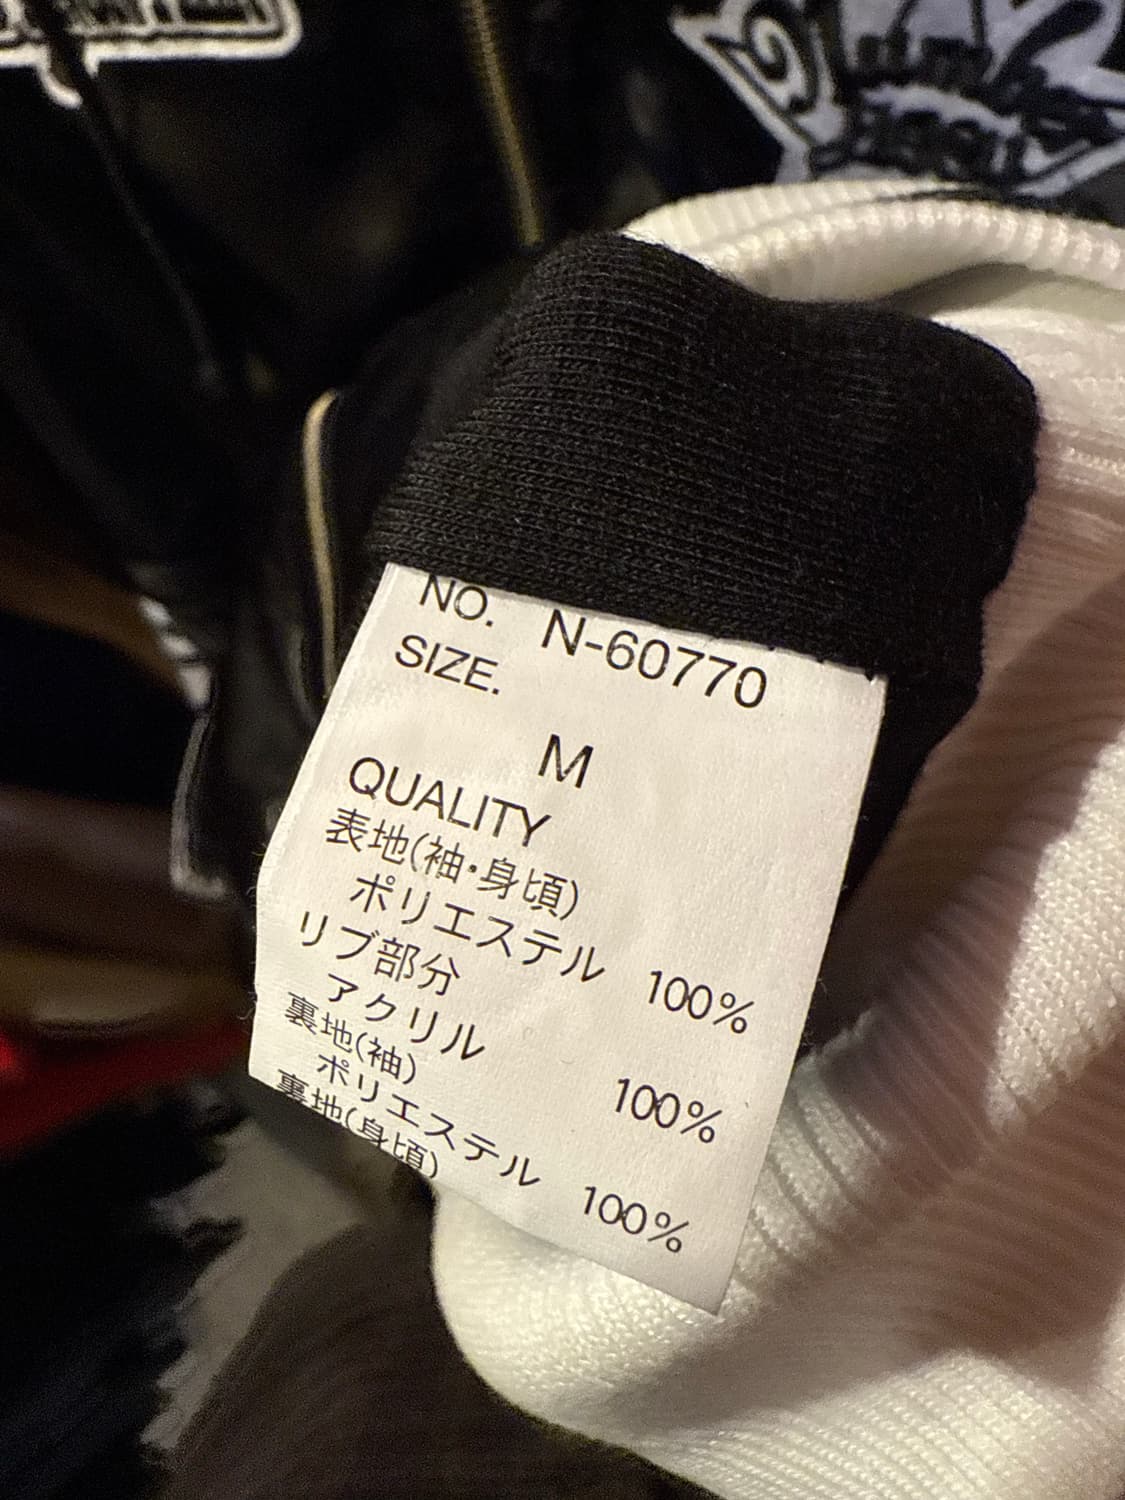 NO. N-60770
SIZE.
M
QUALITY
表地(袖・身頃)
ポリエステル 100%
リブ部分
アクリル 100%
裏地(袖)
ポリエステル 100%
裏地(身頃)